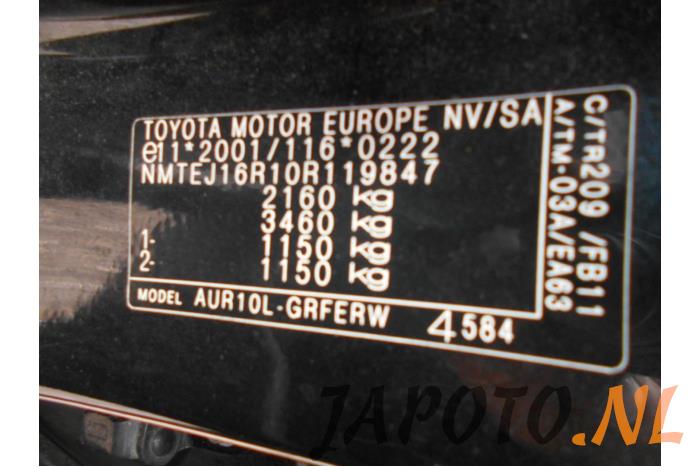 TOYOTA MOTOR EUROPE NV/SA
e11*2001/116*0222
NMTEJ16R10R119847
2160 kg
3460 kg
1- 1150 kg
2- 1150 kg
MODEL AUR10L-GRFERW 4584
C/TR209 /FB11
A/TM-03A/EA63
JAPOTO.NL